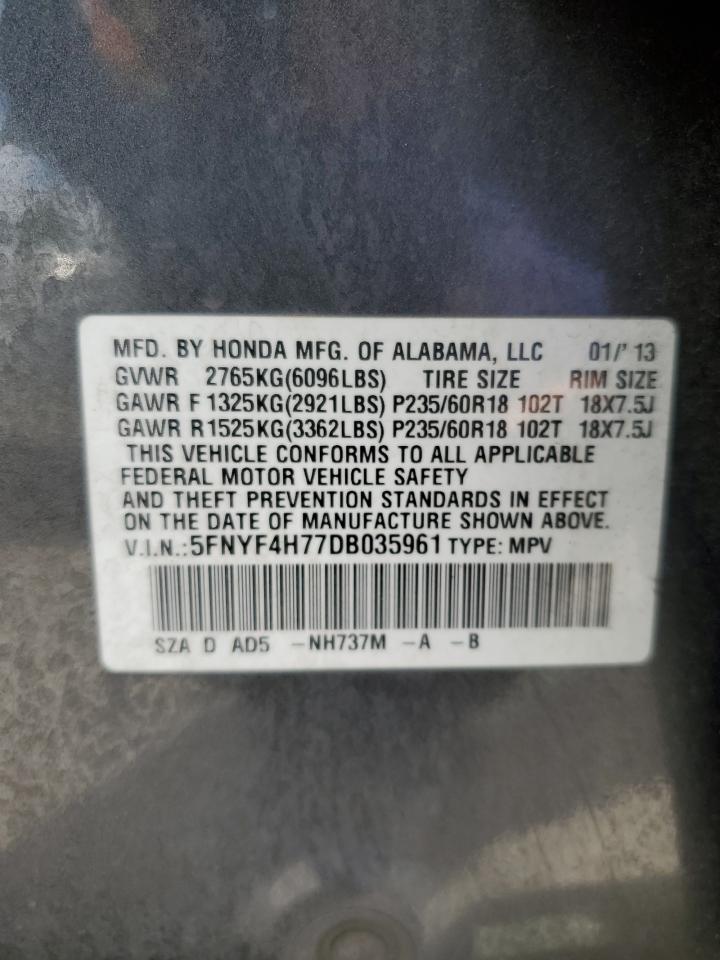 MFD. BY HONDA MFG. OF ALABAMA, LLC 01/' 13
GVWR 2765KG(6096LBS) TIRE SIZE RIM SIZE
GAWR F 1325KG(2921LBS) P235/60R18 102T 18X7.5J
GAWR R 1525KG(3362LBS) P235/60R18 102T 18X7.5J
THIS VEHICLE CONFORMS TO ALL APPLICABLE
FEDERAL MOTOR VEHICLE SAFETY
AND THEFT PREVENTION STANDARDS IN EFFECT
ON THE DATE OF MANUFACTURE SHOWN ABOVE.
V.I.N.:5FNYF4H77DB035961 TYPE: MPV
SZA D AD5 -NH737M -A -B